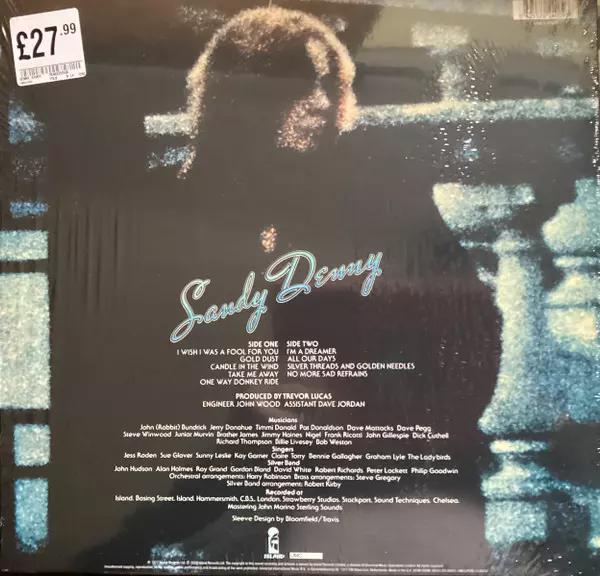 £27.99
Sandy Denny
SIDE ONE SIDE TWO
I WISH I WAS A FOOL FOR YOU I'M A DREAMER
GOLD DUST ALL OUR DAYS
CANDLE IN THE WIND SILVER THREADS AND GOLDEN NEEDLES
TAKE ME AWAY NO MORE SAD REFRAINS
ONE WAY DONKEY RIDE
PRODUCED BY TREVOR LUCAS
ENGINEER JOHN WOOD ASSISTANT DAVE JORDAN
Musicians
John (Rabbit) Bundrick Jerry Donahue Timmi Donald Pat Donaldson Dave Mattacks Dave Pegg
Steve Winwood Junior Murvin Brother James Jimmy Haines Nigel Frank Ricotti John Gillespie Dick Cuthell
Richard Thompson Billie Livesey Bob Weston
Singers
Jess Roden Sue Glover Sunny Leslie Kay Garner Claire Torry Bennie Gallagher Graham Lyle The Ladybirds
Silver Band
John Hudson Alan Holmes Ray Grand Gordon Bland David White Robert Richards Peter Lockett Philip Goodwin
Orchestral arrangements: Harry Robinson Brass arrangements: Steve Gregory
Silver Band arrangement: Robert Kirby
Recorded at
Island, Basing Street, Island, Hammersmith, C.B.S., London, Strawberry Studios, Stockport, Sound Techniques, Chelsea.
Mastering John Marino Sterling Sounds
Sleeve Design by Bloomfield/Travis
ISLAND UMC